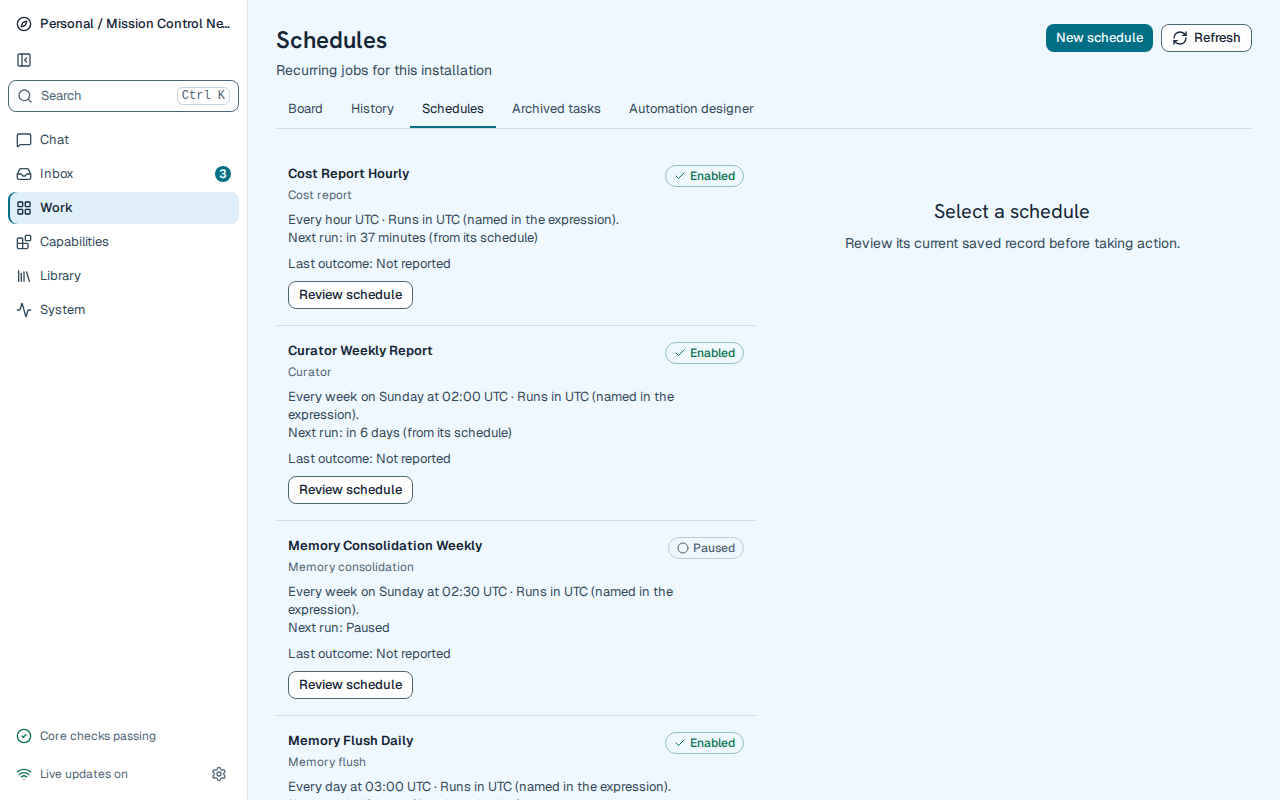 Personal / Mission Control Ne...
Search
Ctrl K
Chat
Inbox
3
Work
Capabilities
Library
System
Core checks passing
Live updates on
Schedules
Recurring jobs for this installation
New schedule
Refresh
Board
History
Schedules
Archived tasks
Automation designer
Cost Report Hourly
Enabled
Cost report
Every hour UTC · Runs in UTC (named in the expression).
Next run: in 37 minutes (from its schedule)
Last outcome: Not reported
Review schedule
Curator Weekly Report
Enabled
Curator
Every week on Sunday at 02:00 UTC · Runs in UTC (named in the
expression).
Next run: in 6 days (from its schedule)
Last outcome: Not reported
Review schedule
Memory Consolidation Weekly
Paused
Memory consolidation
Every week on Sunday at 02:30 UTC · Runs in UTC (named in the
expression).
Next run: Paused
Last outcome: Not reported
Review schedule
Memory Flush Daily
Enabled
Memory flush
Every day at 03:00 UTC · Runs in UTC (named in the expression).
Select a schedule
Review its current saved record before taking action.